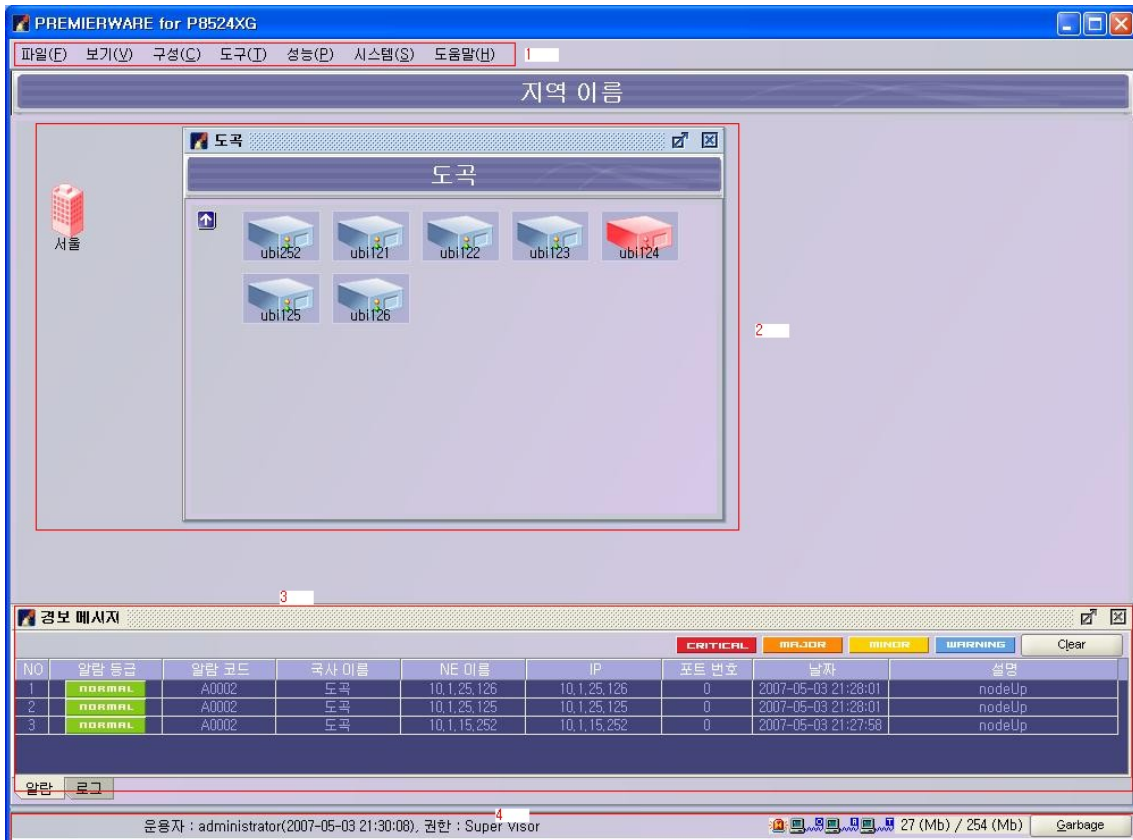 PREMIERWARE for P8524XG
파일(F) 보기(V) 구성(C) 도구(T) 성능(P) 시스템(S) 도움말(H) 1
지역 이름
도곡
도곡
서울
ubi252 ubi121 ubi122 ubi123 ubi124
ubi125 ubi126
2
3
경보 메시지
CRITICAL MAJOR MINOR WARNING Clear
NO 알람 등급 알람 코드 국사 이름 NE 이름 IP 포트 번호 날짜 설명
1 NORMAL A0002 도곡 10,1,25,126 10,1,25,126 0 2007-05-03 21:28:01 nodeUp
2 NORMAL A0002 도곡 10,1,25,125 10,1,25,125 0 2007-05-03 21:28:01 nodeUp
3 NORMAL A0002 도곡 10,1,15,252 10,1,15,252 0 2007-05-03 21:27:58 nodeUp
알람 로그
4
운용자 : administrator(2007-05-03 21:30:08), 권한 : Super Visor 27 (Mb) / 254 (Mb) Garbage